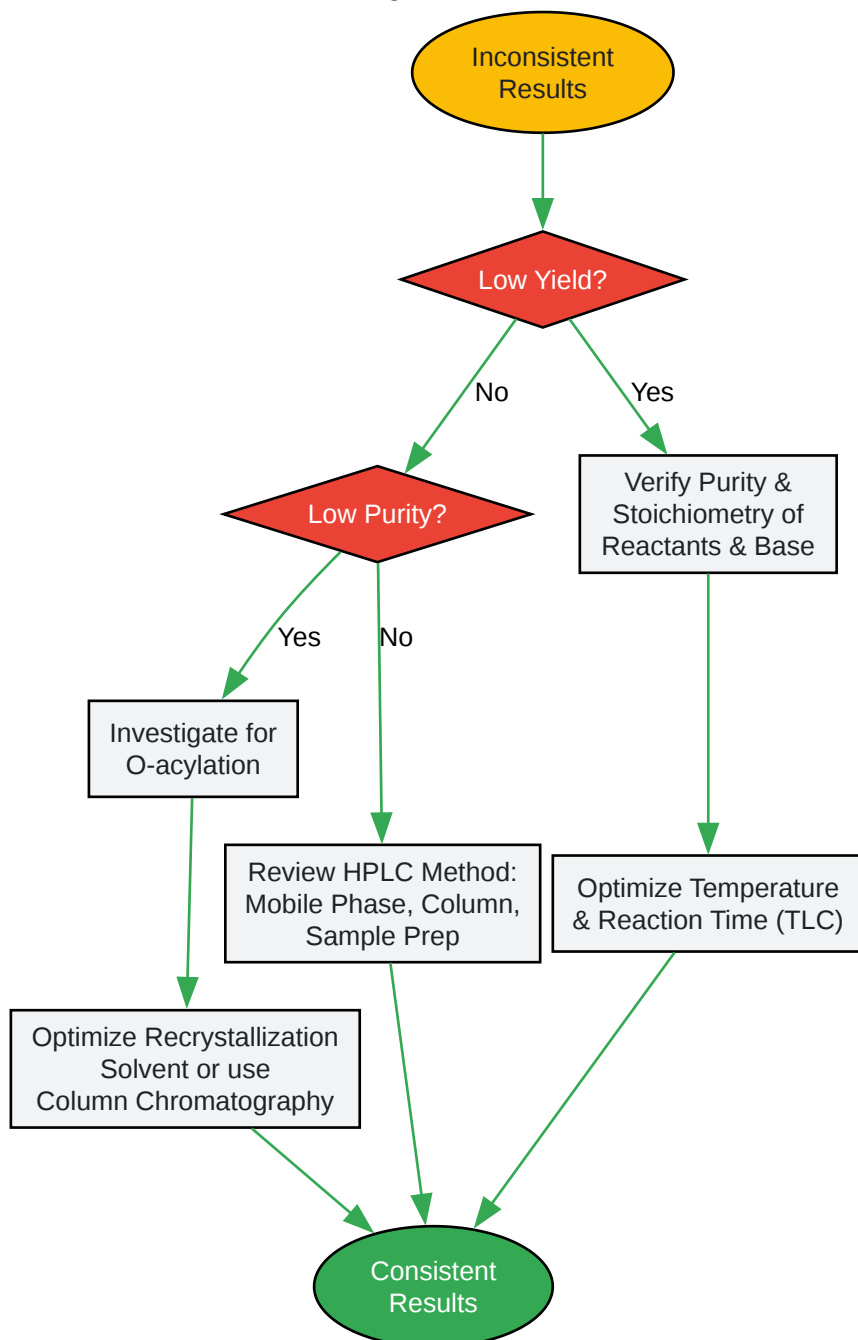 Inconsistent
Results
Low Yield?
No
Yes
Low Purity?
Verify Purity &
Stoichiometry of
Reactants & Base
Yes
No
Investigate for
O-acylation
Review HPLC Method:
Mobile Phase, Column,
Sample Prep
Optimize Temperature
& Reaction Time (TLC)
Optimize Recrystallization
Solvent or use
Column Chromatography
Consistent
Results